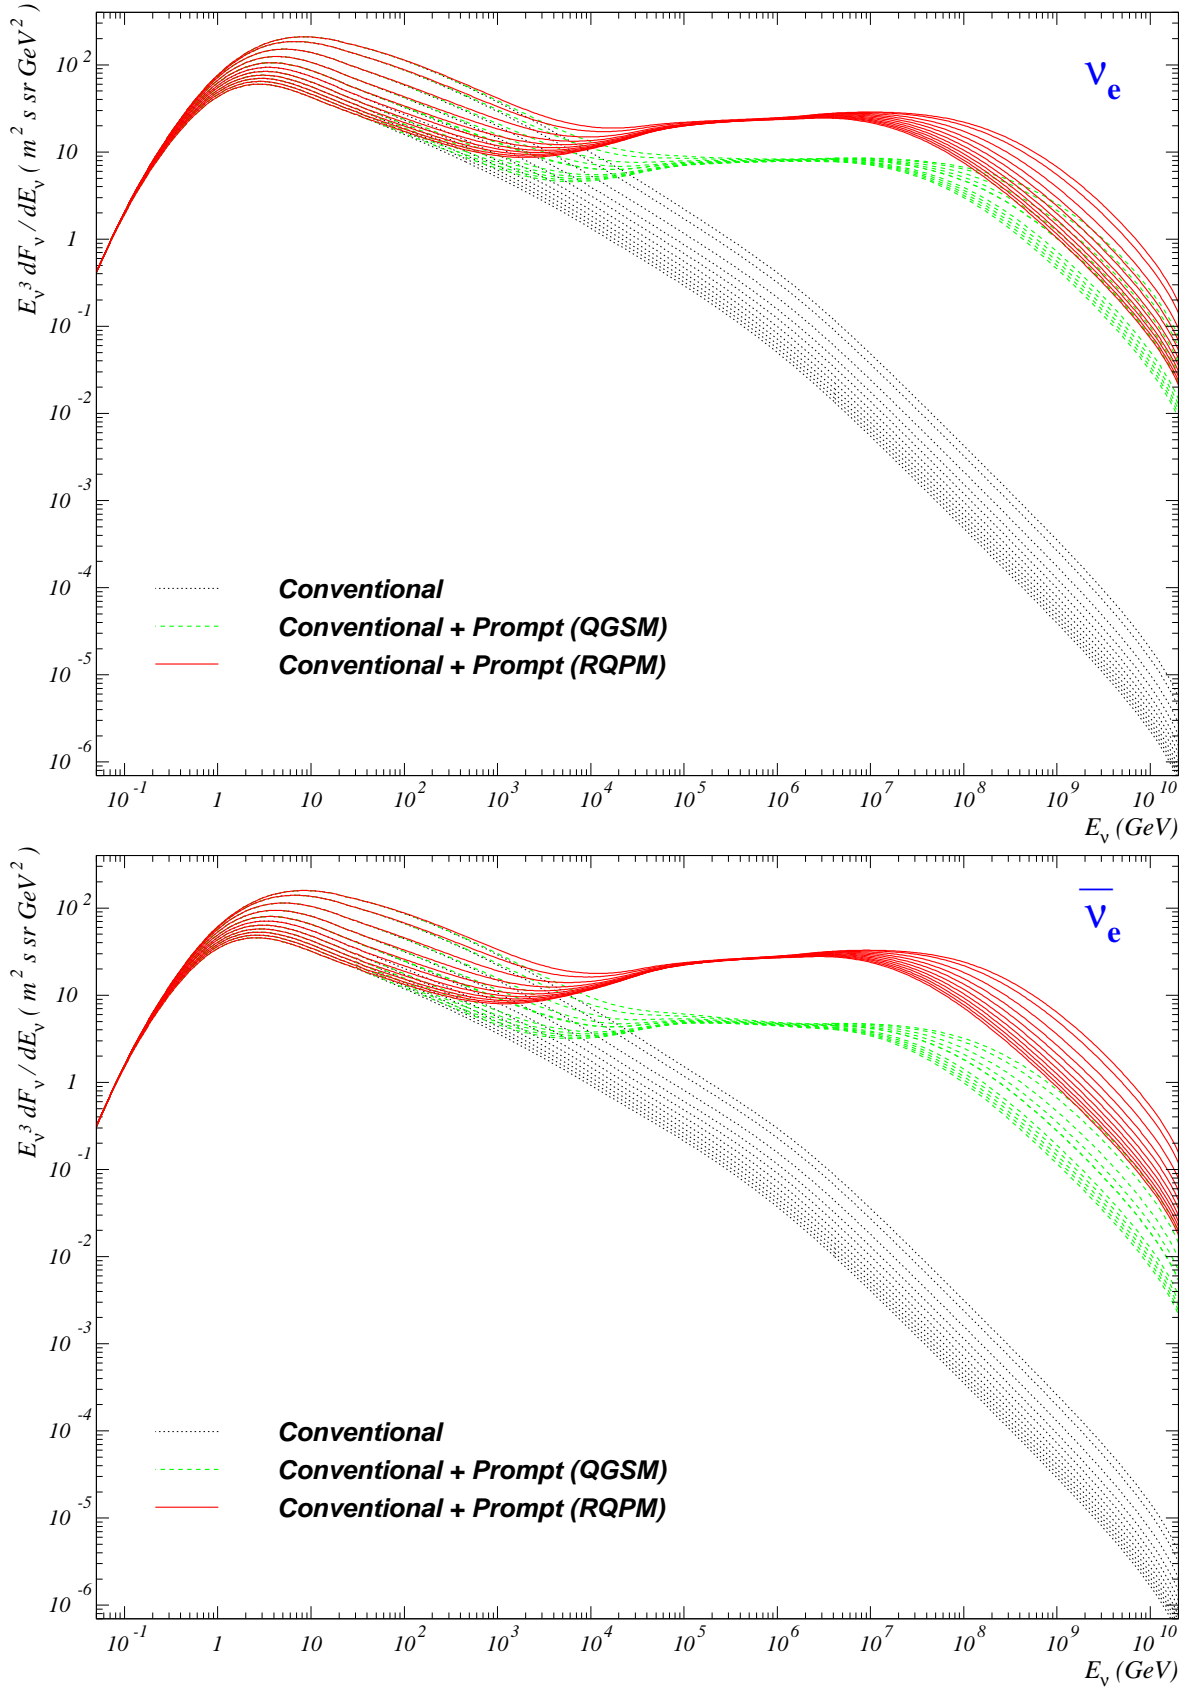 E_ν^3 dF_ν / dE_ν ( m^2 s sr GeV^2 )
ν_e
10^2
10
1
10^-1
10^-2
10^-3
10^-4
10^-5
10^-6
Conventional
Conventional + Prompt (QGSM)
Conventional + Prompt (RQPM)
10^-1 1 10 10^2 10^3 10^4 10^5 10^6 10^7 10^8 10^9 10^10
E_ν (GeV)
E_ν^3 dF_ν / dE_ν ( m^2 s sr GeV^2 )
ν̅_e
10^2
10
1
10^-1
10^-2
10^-3
10^-4
10^-5
10^-6
Conventional
Conventional + Prompt (QGSM)
Conventional + Prompt (RQPM)
10^-1 1 10 10^2 10^3 10^4 10^5 10^6 10^7 10^8 10^9 10^10
E_ν (GeV)